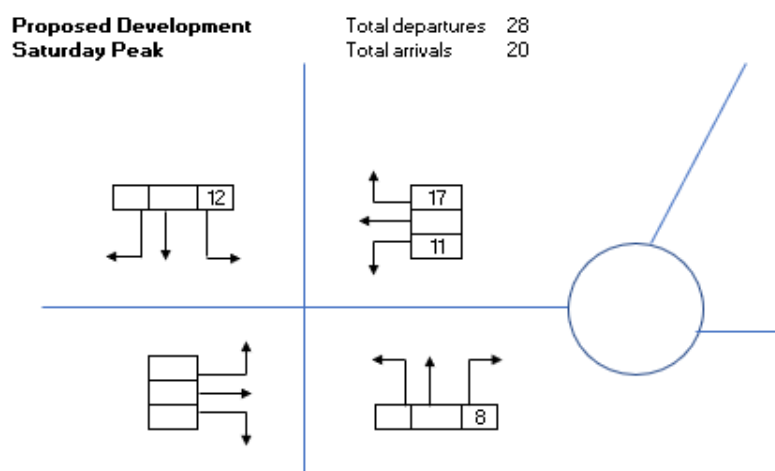 Proposed Development Total departures 28
Saturday Peak Total arrivals 20
12
17
11
8